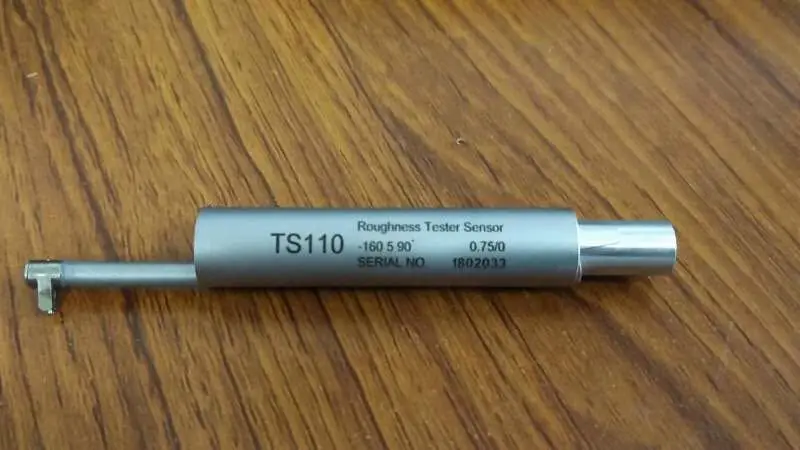 TS110
Roughness Tester Sensor
-160 5 90° 0.75/0
SERIAL NO. 1802033